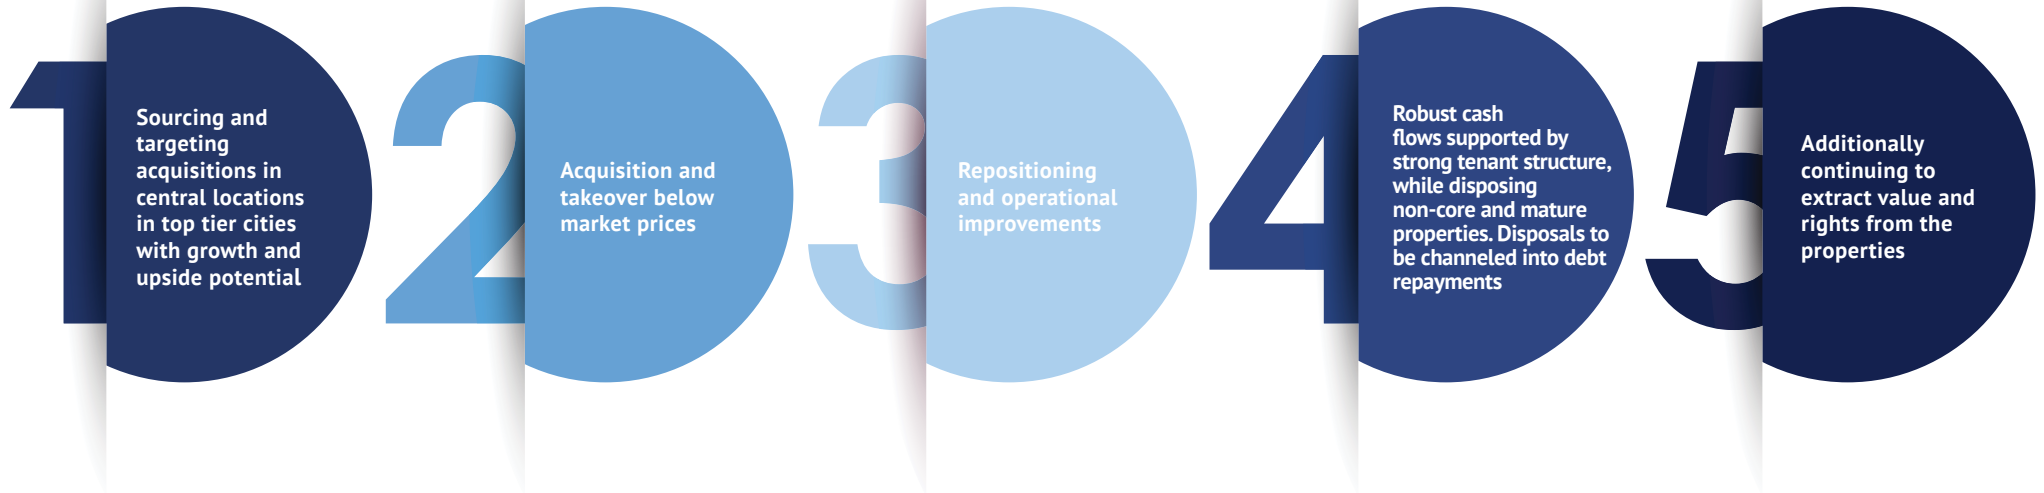 1
Sourcing and
targeting
acquisitions in
central locations
in top tier cities
with growth and
upside potential
2
Acquisition and
takeover below
market prices
3
Repositioning
and operational
improvements
4
Robust cash
flows supported by
strong tenant structure,
while disposing
non-core and mature
properties. Disposals to
be channeled into debt
repayments
5
Additionally
continuing to
extract value and
rights from the
properties